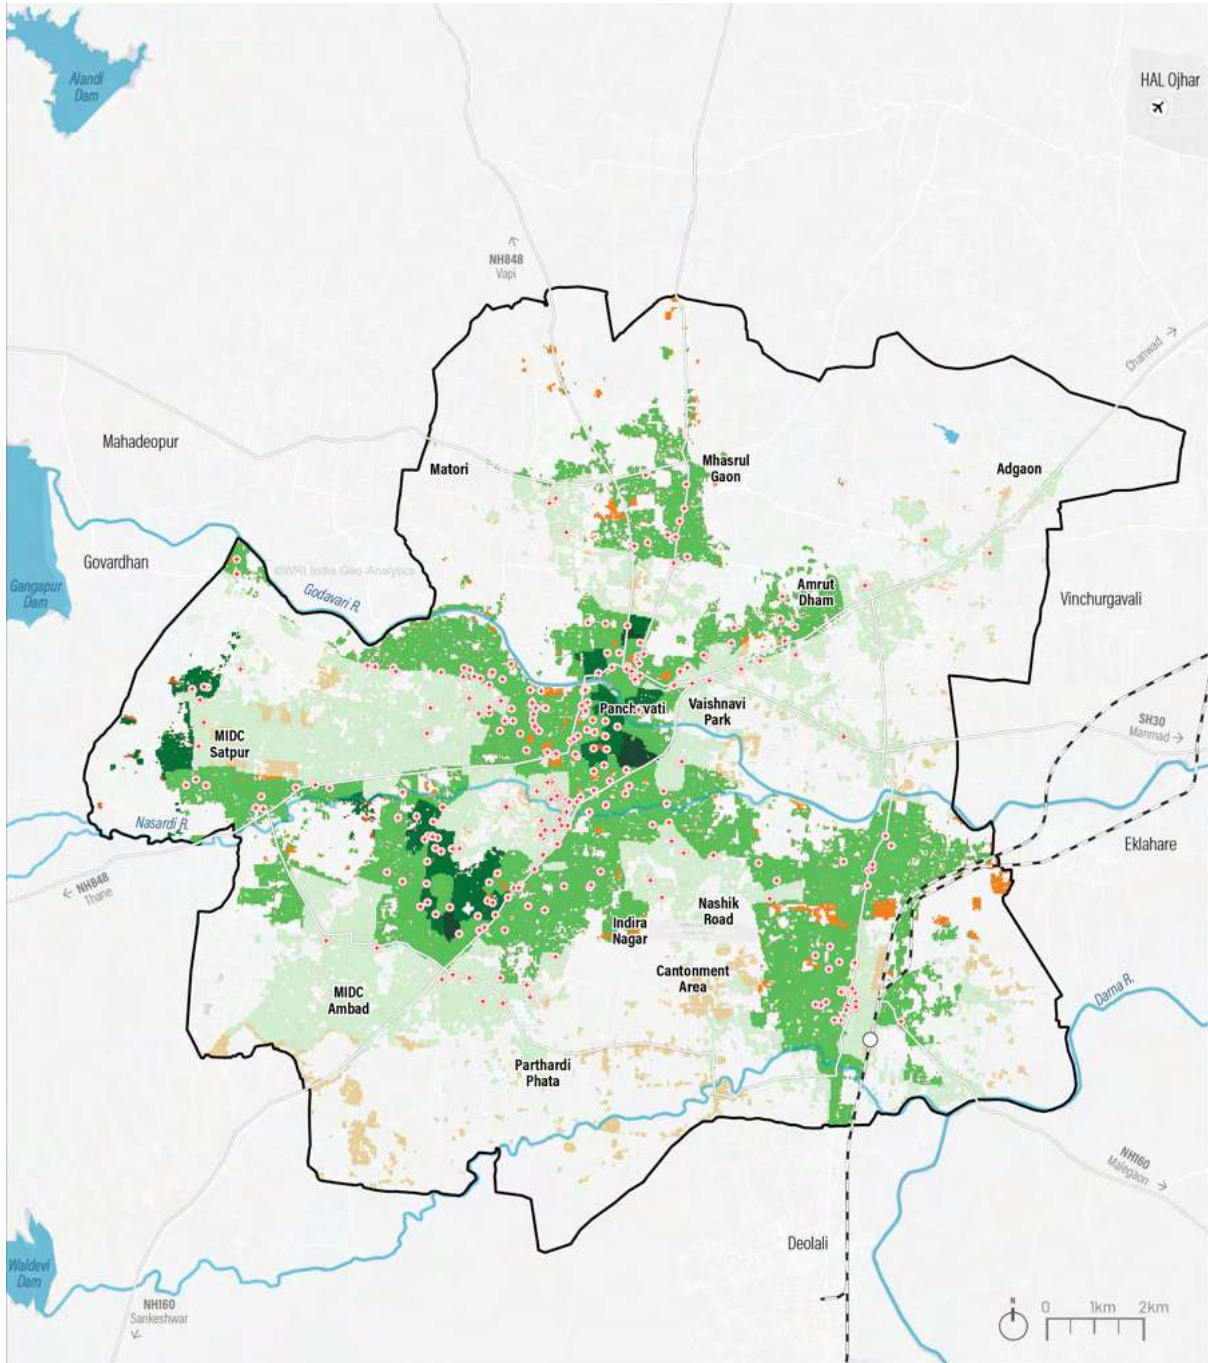 Alandi
Dam
HAL Ojhar
NH848
Vapi
Chanwad
Mahadeopur
Matori
Mhasrul
Gaon
Adgaon
Govardhan
©WRI India Geo-Analytics
Gangapur
Dam
Godavari R.
Amrut
Dham
Vinchurgavali
Panchavati
Vaishnavi
Park
SH30
Manmad
MIDC
Satpur
Nasardi R.
Eklahare
NH848
Thane
Nashik
Road
Indira
Nagar
Cantonment
Area
MIDC
Ambad
Darna R.
Parthardi
Phata
NH160
Malegaon
Deolali
Waldevi
Dam
NH160
Sankeshwar
N
0 1km 2km